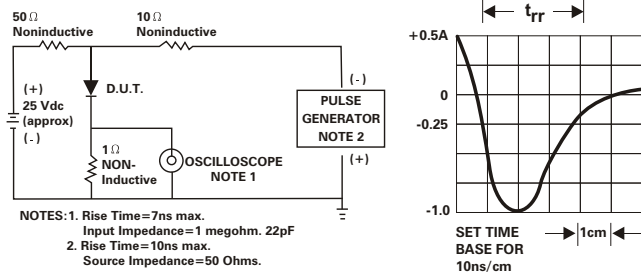 50 Ω
Noninductive
10 Ω
Noninductive
(+)
25 Vdc
(approx)
(-)
D.U.T.
1 Ω
NON-
Inductive
OSCILLOSCOPE
NOTE 1
(-)
PULSE
GENERATOR
NOTE 2
(+)
NOTES: 1. Rise Time=7ns max.
Input Impedance=1 megohm. 22pF
2. Rise Time=10ns max.
Source Impedance=50 Ohms.
trr
+0.5A
0
-0.25
-1.0
SET TIME
BASE FOR
10ns/cm
1cm